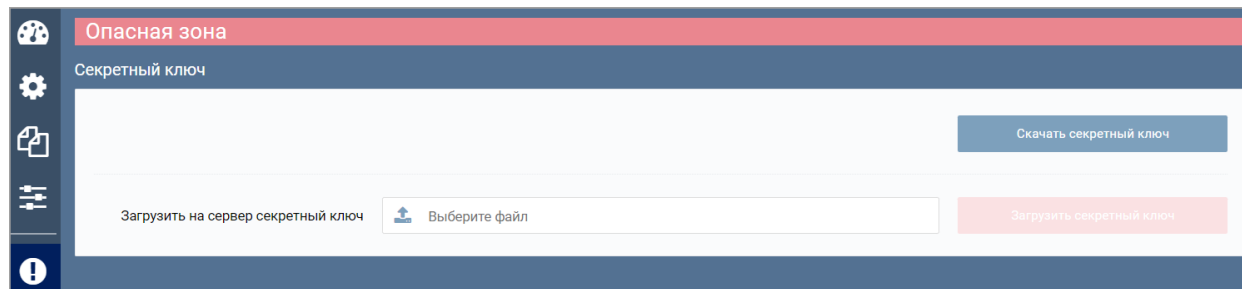 Опасная зона
Секретный ключ
Скачать секретный ключ
Загрузить на сервер секретный ключ Выберите файл Загрузить секретный ключ